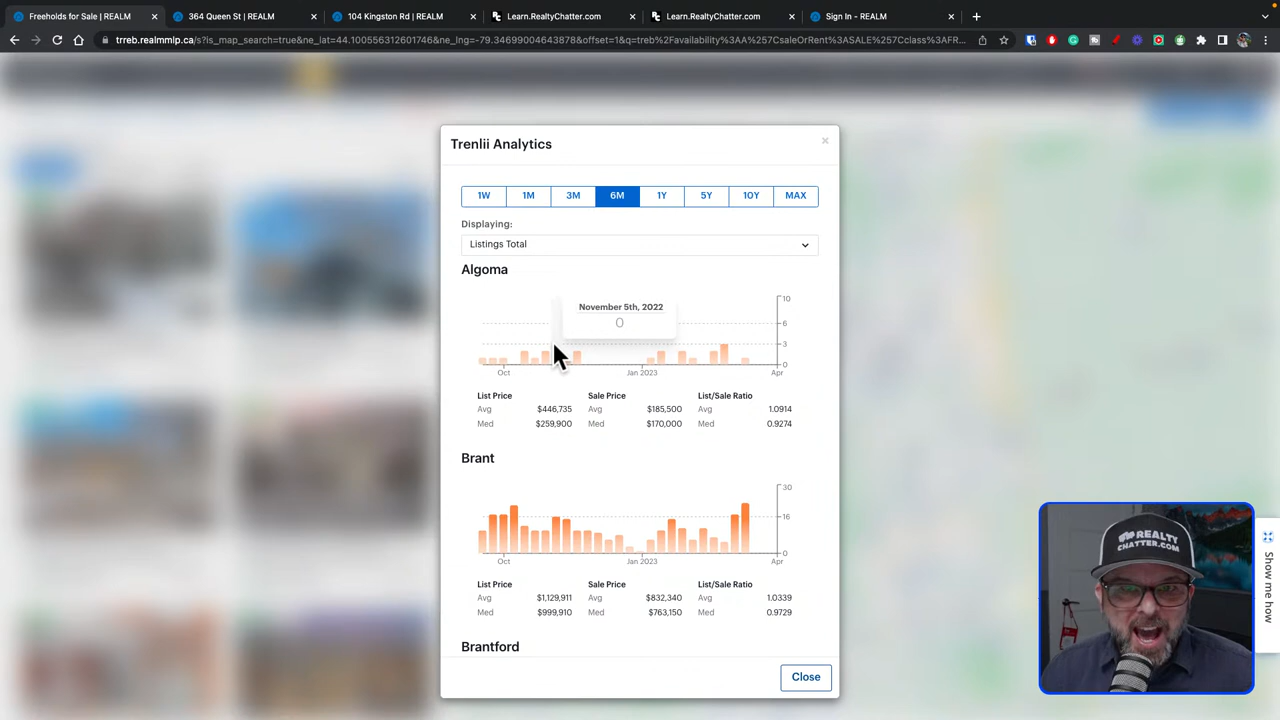 Freeholds for Sale | REALM
364 Queen St | REALM
104 Kingston Rd | REALM
Learn.RealtyChatter.com
Learn.RealtyChatter.com
Sign In - REALM
trreb.realmmlp.ca/s?is_map_search=true&ne_lat=44.100556312601746&ne_lng=-79.34699004643878&offset=1&q=treb%2Favailability%3AA%257CsaleOrRent%3ASALE%257Cclass%3AFR...
Trenlii Analytics
1W 1M 3M 6M 1Y 5Y 10Y MAX
Displaying:
Listings Total
Algoma
November 5th, 2022
0
10
6
3
0
Oct Jan 2023 Apr
List Price Sale Price List/Sale Ratio
Avg $446,735 Avg $185,500 Avg 1.0914
Med $259,900 Med $170,000 Med 0.9274
Brant
30
16
0
Oct Jan 2023 Apr
List Price Sale Price List/Sale Ratio
Avg $1,129,911 Avg $832,340 Avg 1.0339
Med $999,910 Med $763,150 Med 0.9729
Brantford
Close
REALTY
CHATTER.COM
Show me how